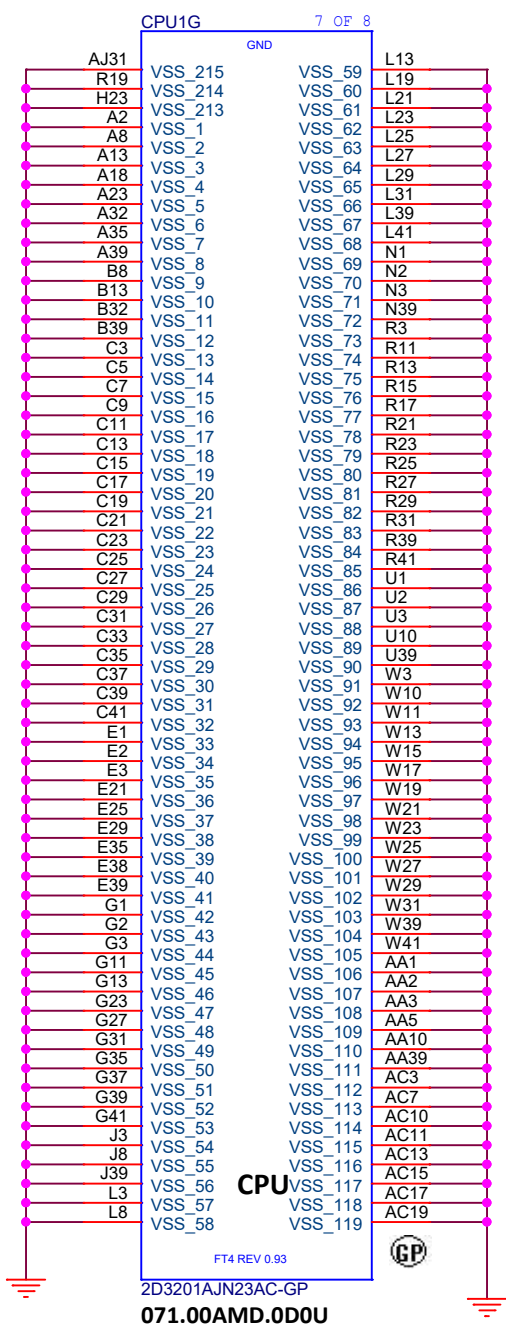 CPU1G 7 OF 8
GND
AJ31 VSS_215 VSS_59 L13
R19 VSS_214 VSS_60 L19
H23 VSS_213 VSS_61 L21
A2 VSS_1 VSS_62 L23
A8 VSS_2 VSS_63 L25
A13 VSS_3 VSS_64 L27
A18 VSS_4 VSS_65 L29
A23 VSS_5 VSS_66 L31
A32 VSS_6 VSS_67 L39
A35 VSS_7 VSS_68 L41
A39 VSS_8 VSS_69 N1
B8 VSS_9 VSS_70 N2
B13 VSS_10 VSS_71 N3
B32 VSS_11 VSS_72 N39
B39 VSS_12 VSS_73 R3
C3 VSS_13 VSS_74 R11
C5 VSS_14 VSS_75 R13
C7 VSS_15 VSS_76 R15
C9 VSS_16 VSS_77 R17
C11 VSS_17 VSS_78 R21
C13 VSS_18 VSS_79 R23
C15 VSS_19 VSS_80 R25
C17 VSS_20 VSS_81 R27
C19 VSS_21 VSS_82 R29
C21 VSS_22 VSS_83 R31
C23 VSS_23 VSS_84 R39
C25 VSS_24 VSS_85 R41
C27 VSS_25 VSS_86 U1
C29 VSS_26 VSS_87 U2
C31 VSS_27 VSS_88 U3
C33 VSS_28 VSS_89 U10
C35 VSS_29 VSS_90 U39
C37 VSS_30 VSS_91 W3
C39 VSS_31 VSS_92 W10
C41 VSS_32 VSS_93 W11
E1 VSS_33 VSS_94 W13
E2 VSS_34 VSS_95 W15
E3 VSS_35 VSS_96 W17
E21 VSS_36 VSS_97 W19
E25 VSS_37 VSS_98 W21
E29 VSS_38 VSS_99 W23
E35 VSS_39 VSS_100 W25
E38 VSS_40 VSS_101 W27
E39 VSS_41 VSS_102 W29
G1 VSS_42 VSS_103 W31
G2 VSS_43 VSS_104 W39
G3 VSS_44 VSS_105 W41
G11 VSS_45 VSS_106 AA1
G13 VSS_46 VSS_107 AA2
G23 VSS_47 VSS_108 AA3
G27 VSS_48 VSS_109 AA5
G31 VSS_49 VSS_110 AA10
G35 VSS_50 VSS_111 AA39
G37 VSS_51 VSS_112 AC3
G39 VSS_52 VSS_113 AC7
G41 VSS_53 VSS_114 AC10
J3 VSS_54 VSS_115 AC11
J8 VSS_55 VSS_116 AC13
J39 VSS_56 VSS_117 AC15
CPU
L3 VSS_57 VSS_118 AC17
L8 VSS_58 VSS_119 AC19
GP
FT4 REV 0.93
2D3201AJN23AC-GP
071.00AMD.0D0U